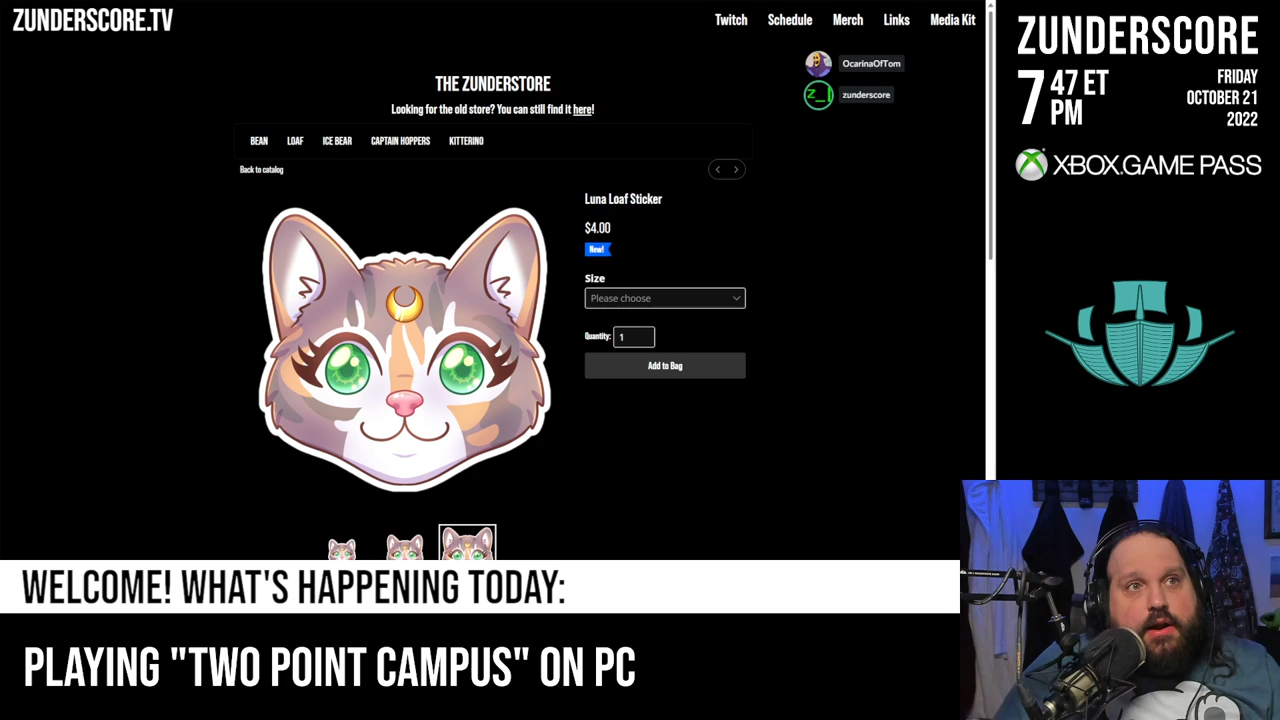 ZUNDERSCORE.TV
Twitch
Schedule
Merch
Links
Media Kit
THE ZUNDERSTORE
Looking for the old store? You can still find it here!
BEAN
LOAF
ICE BEAR
CAPTAIN HOPPERS
KITTERINO
Back to catalog
Luna Loaf Sticker
$4.00
New!
Size
Please choose
Quantity: 1
Add to Bag
OcarinaOfTom
z_
zunderscore
ZUNDERSCORE
7 47 ET
PM
FRIDAY
OCTOBER 21
2022
XBOX.GAME PASS
WELCOME! WHAT'S HAPPENING TODAY:
PLAYING "TWO POINT CAMPUS" ON PC